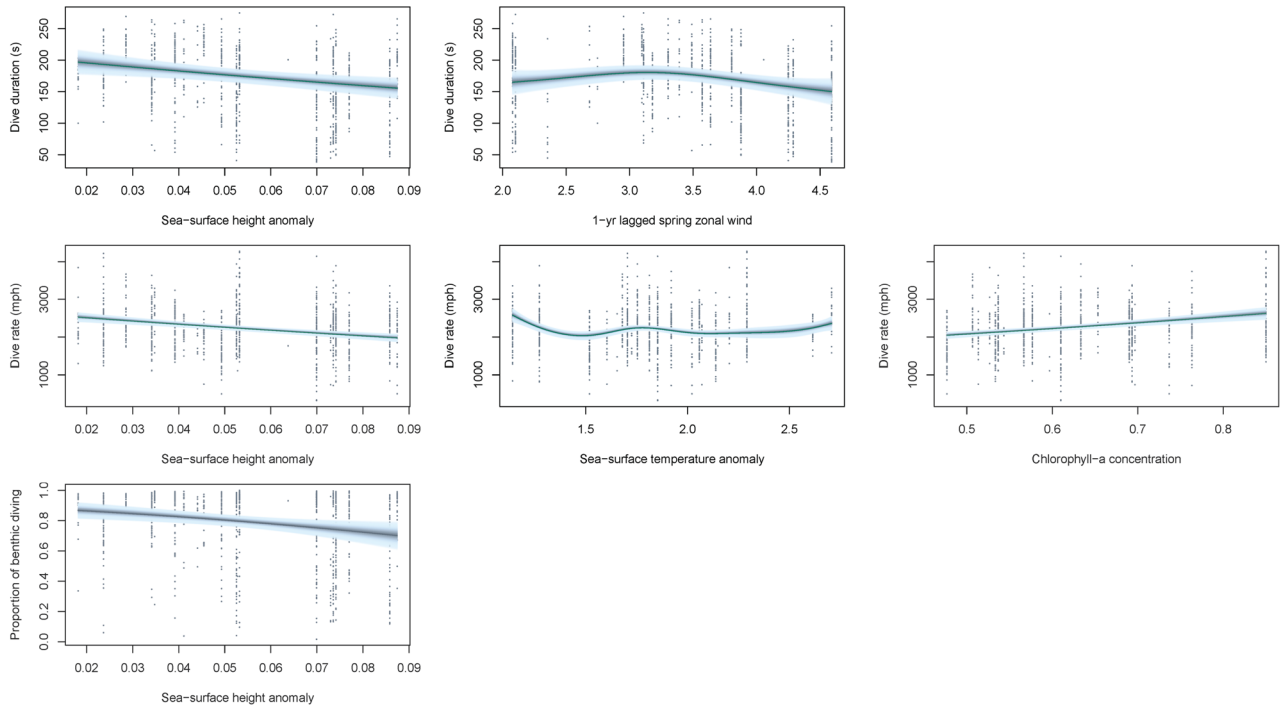 Dive duration (s)
50 100 150 200 250
0.02 0.03 0.04 0.05 0.06 0.07 0.08 0.09
Sea−surface height anomaly
Dive duration (s)
50 100 150 200 250
2.0 2.5 3.0 3.5 4.0 4.5
1−yr lagged spring zonal wind
Dive rate (mph)
1000 3000
0.02 0.03 0.04 0.05 0.06 0.07 0.08 0.09
Sea−surface height anomaly
Dive rate (mph)
1000 3000
1.5 2.0 2.5
Sea−surface temperature anomaly
Dive rate (mph)
1000 3000
0.5 0.6 0.7 0.8
Chlorophyll−a concentration
Proportion of benthic diving
0.0 0.2 0.4 0.6 0.8 1.0
0.02 0.03 0.04 0.05 0.06 0.07 0.08 0.09
Sea−surface height anomaly